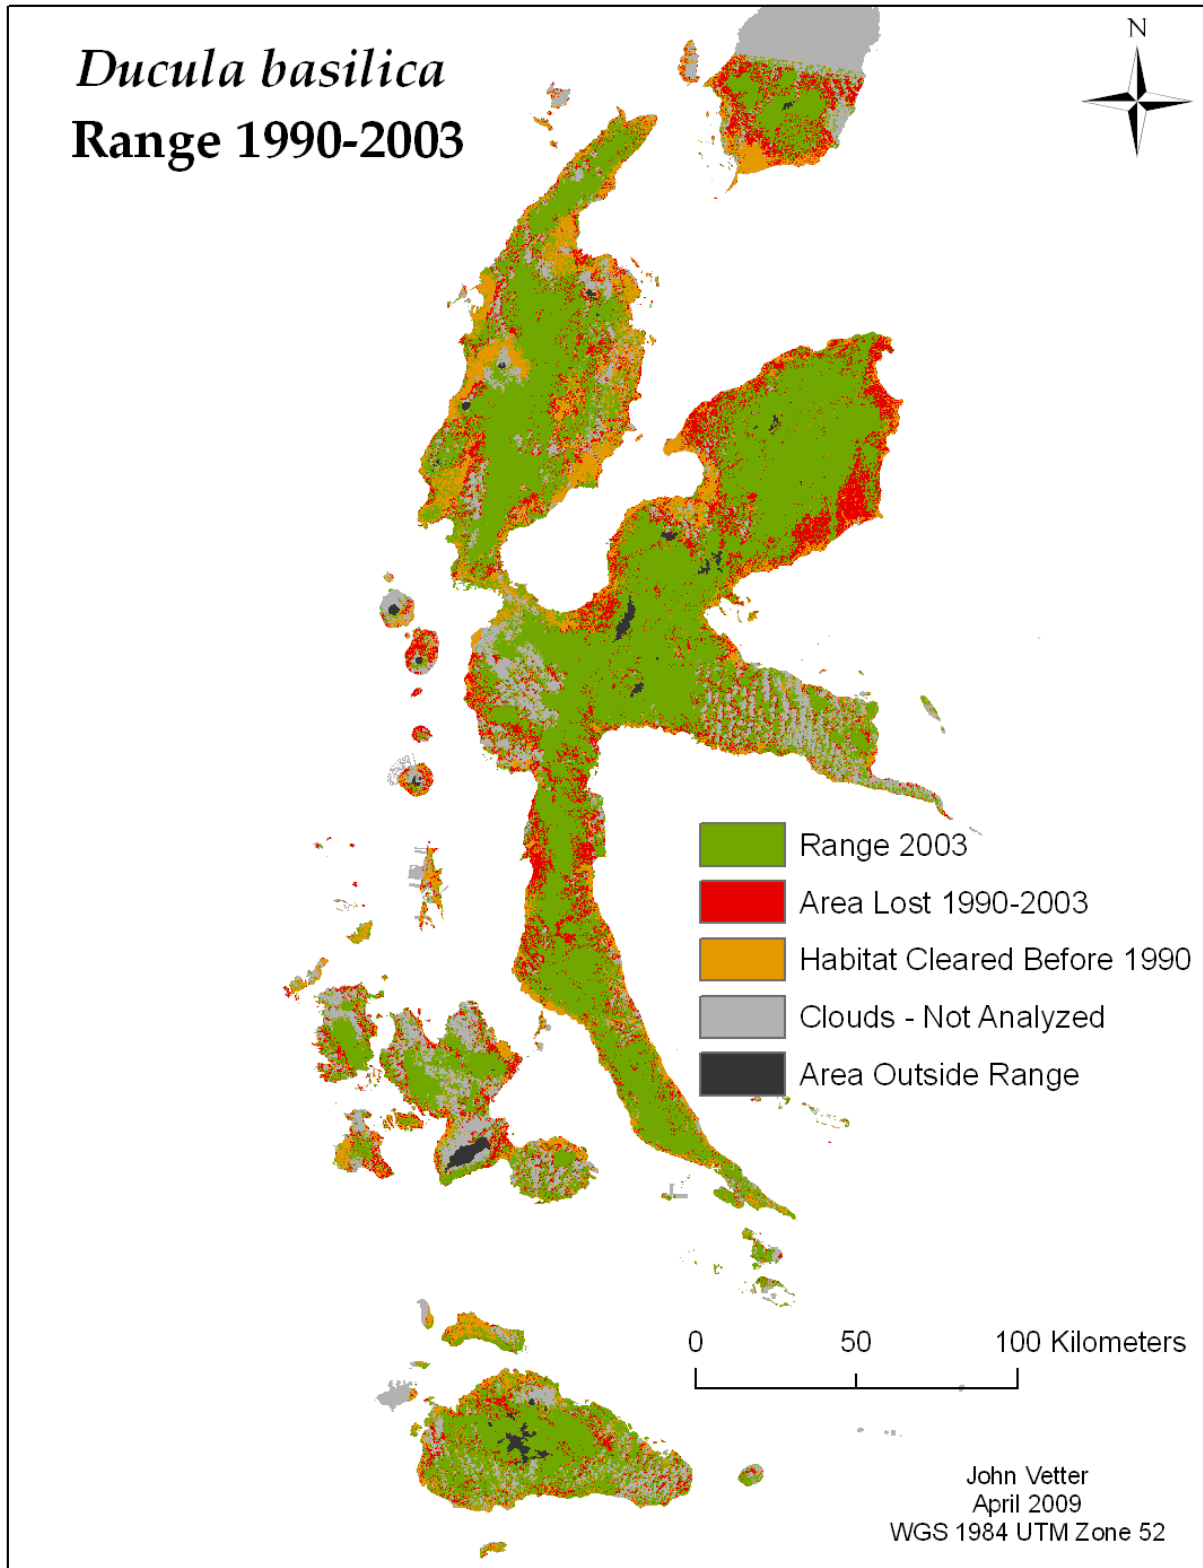 Ducula basilica
Range 1990-2003
N
Range 2003
Area Lost 1990-2003
Habitat Cleared Before 1990
Clouds - Not Analyzed
Area Outside Range
0 50 100 Kilometers
John Vetter
April 2009
WGS 1984 UTM Zone 52